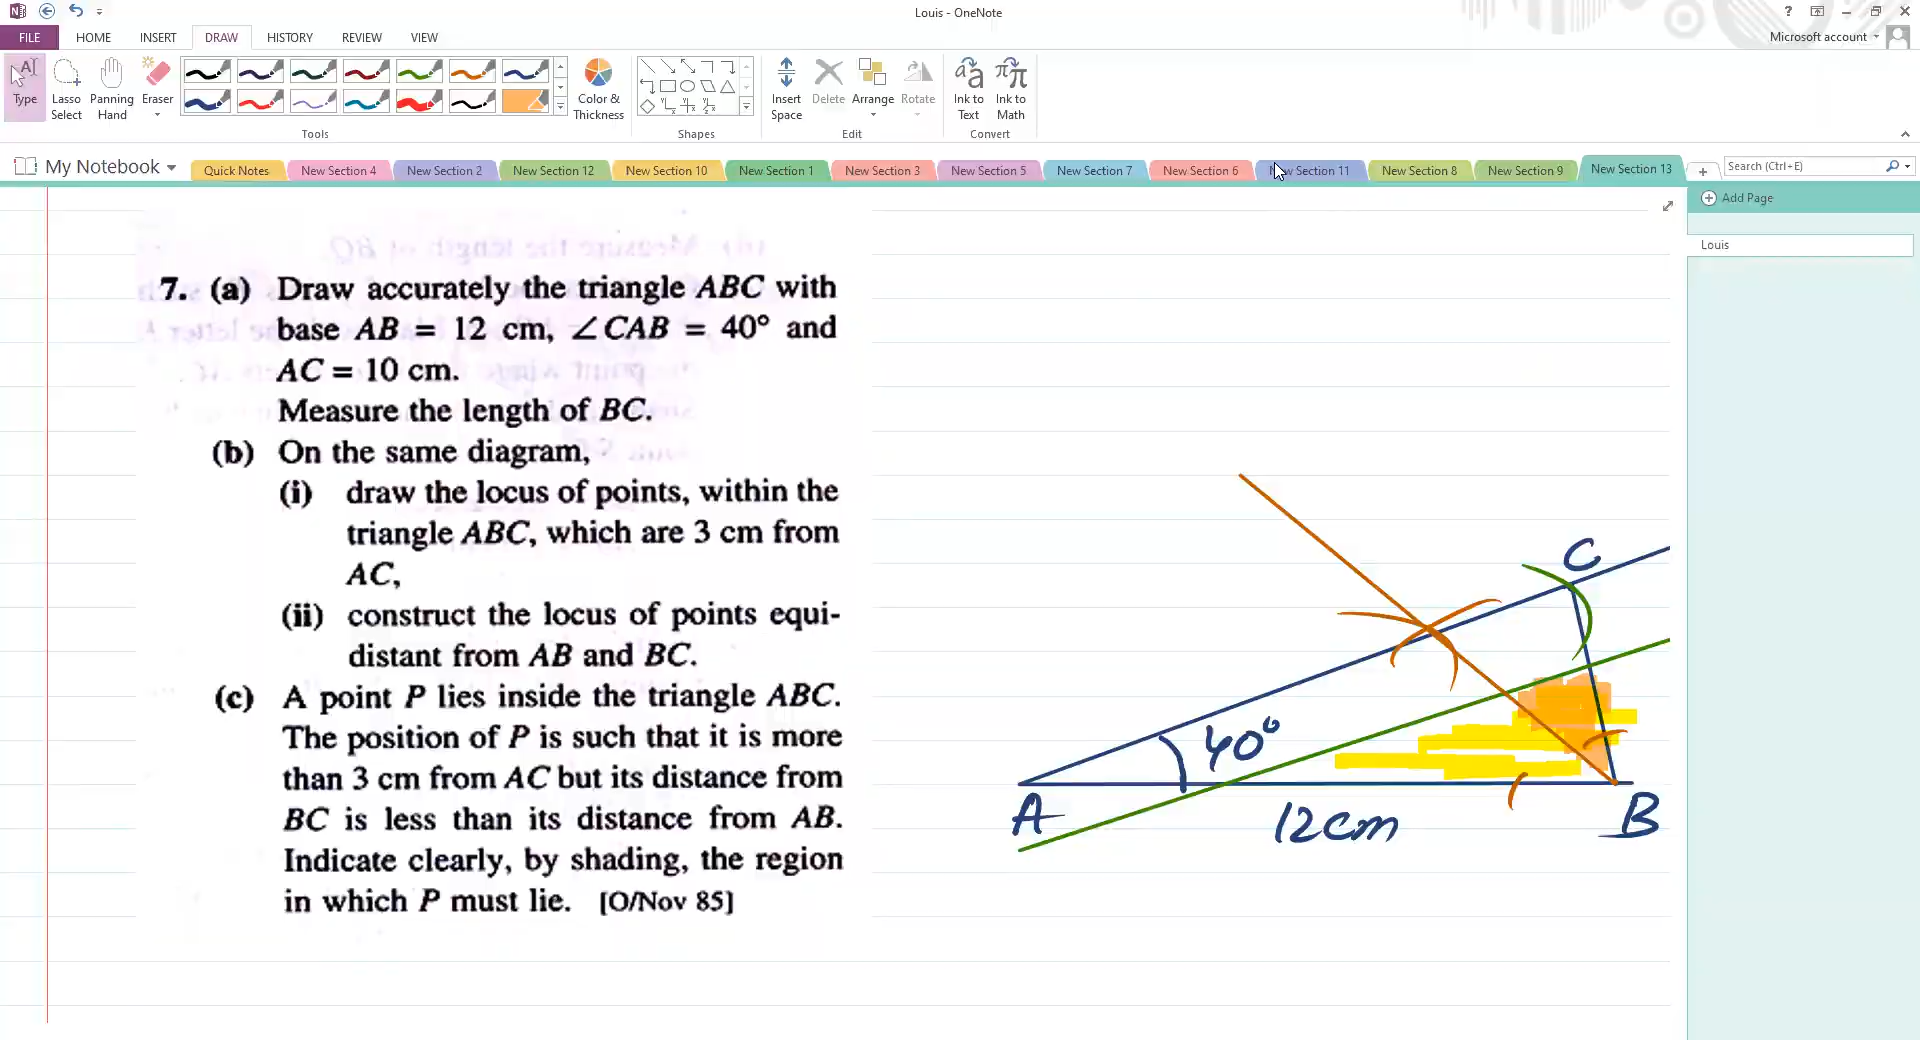 Louis - OneNote
?
FILE HOME INSERT DRAW HISTORY REVIEW VIEW
Microsoft account
Type Lasso Select Panning Hand Eraser
Color & Thickness
Insert Space Delete Arrange Rotate
Ink to Text Ink to Math
Tools Shapes Edit Convert
My Notebook Quick Notes New Section 4 New Section 2 New Section 12 New Section 10 New Section 1 New Section 3 New Section 5 New Section 7 New Section 6 New Section 11 New Section 8 New Section 9 New Section 13 +
Search (Ctrl+E)
Add Page
Louis
7. (a) Draw accurately the triangle ABC with
base AB = 12 cm, ∠CAB = 40° and
AC = 10 cm.
Measure the length of BC.
(b) On the same diagram,
(i) draw the locus of points, within the
triangle ABC, which are 3 cm from
AC,
(ii) construct the locus of points equi-
distant from AB and BC.
(c) A point P lies inside the triangle ABC.
The position of P is such that it is more
than 3 cm from AC but its distance from
BC is less than its distance from AB.
Indicate clearly, by shading, the region
in which P must lie. [O/Nov 85]
C
40°
A
12cm
B